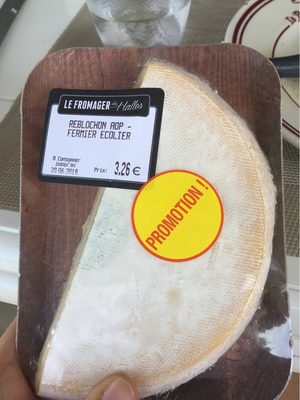 LE FROMAGER des Halles
REBLOCHON AOP -
FERMIER ECOLIER
A Consommer
jusqu'au
20.06.2018
Prix: 3.26 €
PROMOTION !